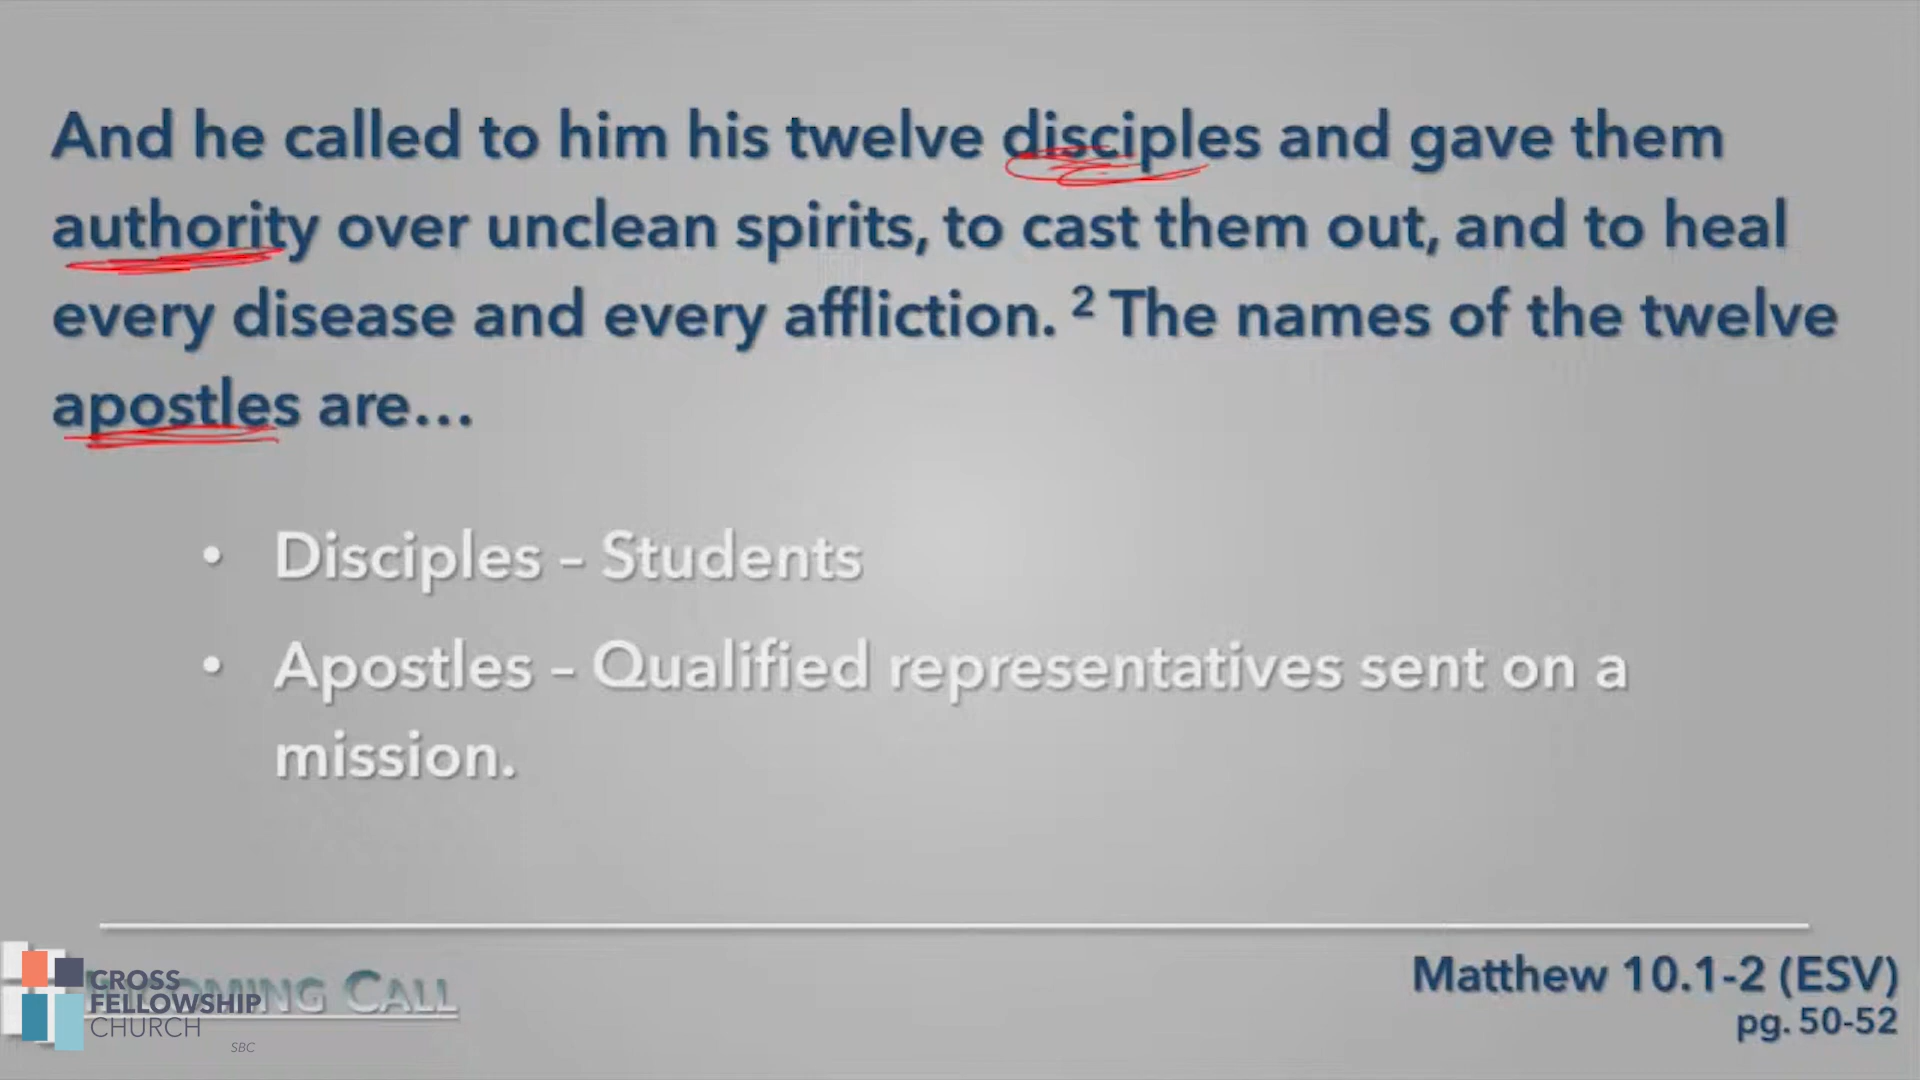 And he called to him his twelve disciples and gave them
authority over unclean spirits, to cast them out, and to heal
every disease and every affliction. ² The names of the twelve
apostles are...
• Disciples – Students
• Apostles – Qualified representatives sent on a
mission.
CALL
CROSS
FELLOWSHIP
CHURCH
SBC
Matthew 10.1-2 (ESV)
pg. 50-52